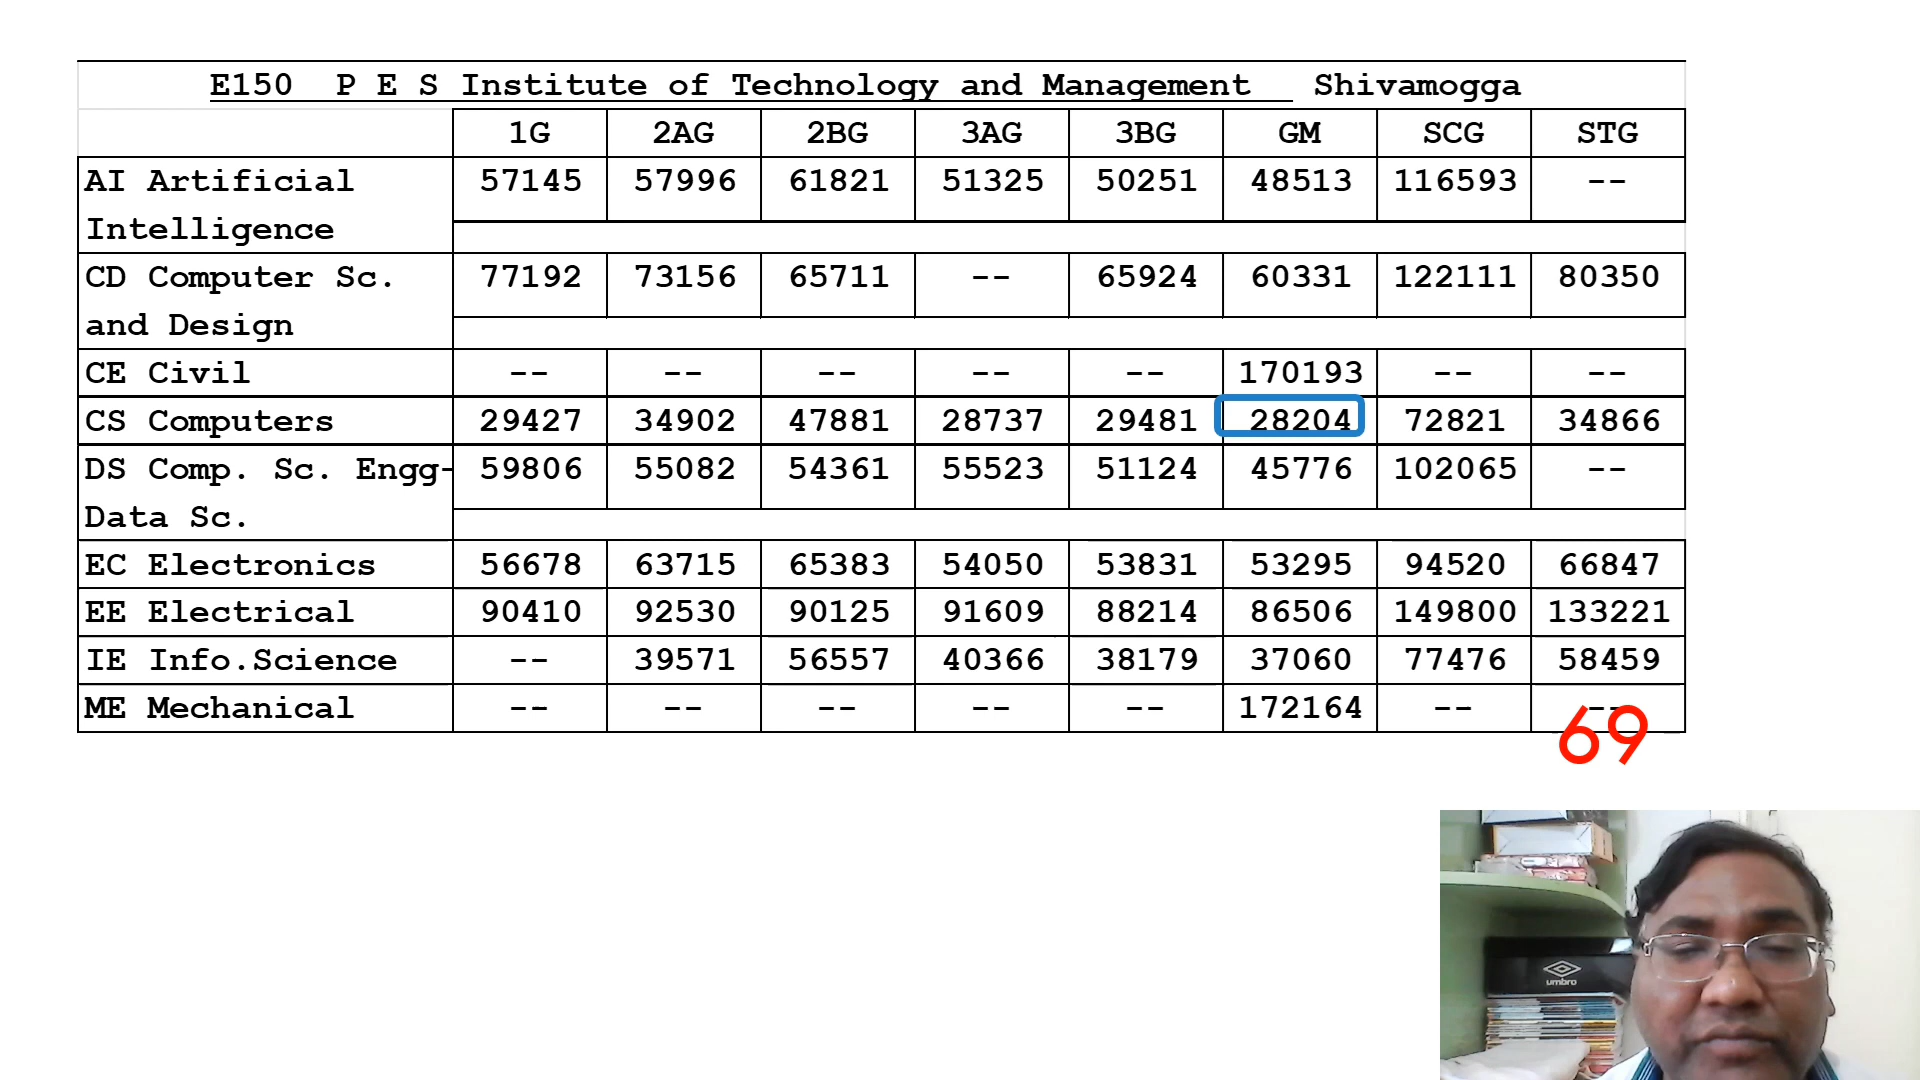 E150 P E S Institute of Technology and Management Shivamogga
1G 2AG 2BG 3AG 3BG GM SCG STG
AI Artificial Intelligence 57145 57996 61821 51325 50251 48513 116593 --
CD Computer Sc. and Design 77192 73156 65711 -- 65924 60331 122111 80350
CE Civil -- -- -- -- -- 170193 -- --
CS Computers 29427 34902 47881 28737 29481 28204 72821 34866
DS Comp. Sc. Engg-Data Sc. 59806 55082 54361 55523 51124 45776 102065 --
EC Electronics 56678 63715 65383 54050 53831 53295 94520 66847
EE Electrical 90410 92530 90125 91609 88214 86506 149800 133221
IE Info.Science -- 39571 56557 40366 38179 37060 77476 58459
ME Mechanical -- -- -- -- -- 172164 -- --
69
umbro